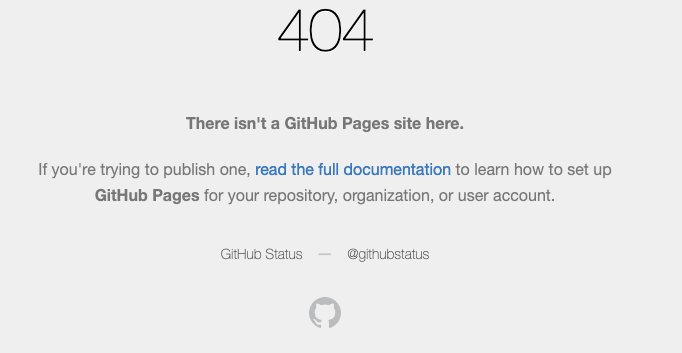 404
There isn't a GitHub Pages site here.
If you're trying to publish one, read the full documentation to learn how to set up
GitHub Pages for your repository, organization, or user account.
GitHub Status — @githubstatus